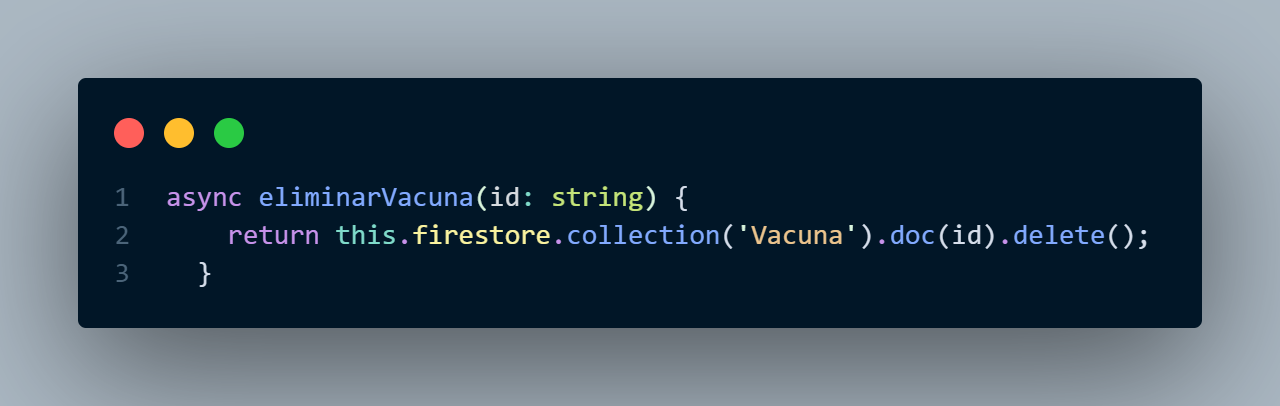 1 async eliminarVacuna(id: string) {
2 return this.firestore.collection('Vacuna').doc(id).delete();
3 }